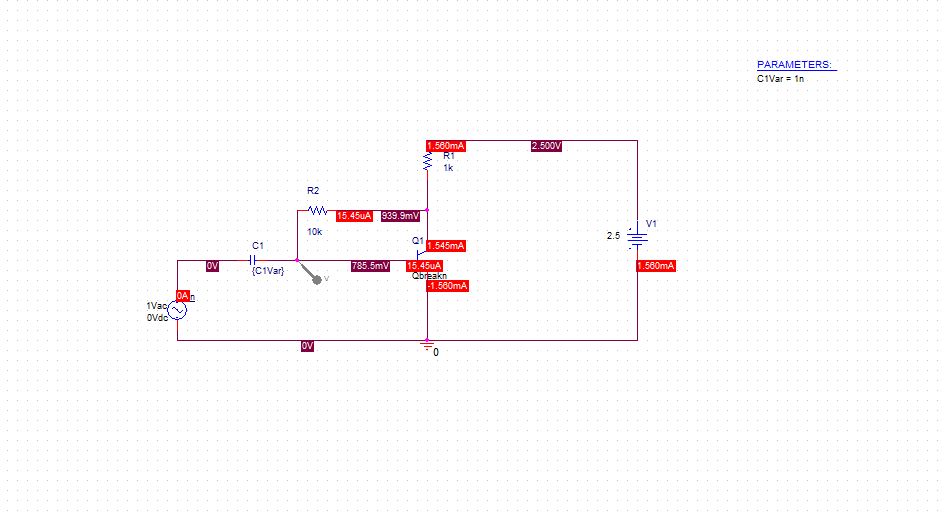 PARAMETERS:
C1Var = 1n
1.560mA
2.500V
R1
1k
R2
15.45uA
939.9mV
V1
10k
2.5
Q1
1.545mA
C1
0V
{C1Var}
785.5mV
15.45uA
1.560mA
Qbreakn
-1.560mA
0A
1Vac
0Vdc
0V
0
V